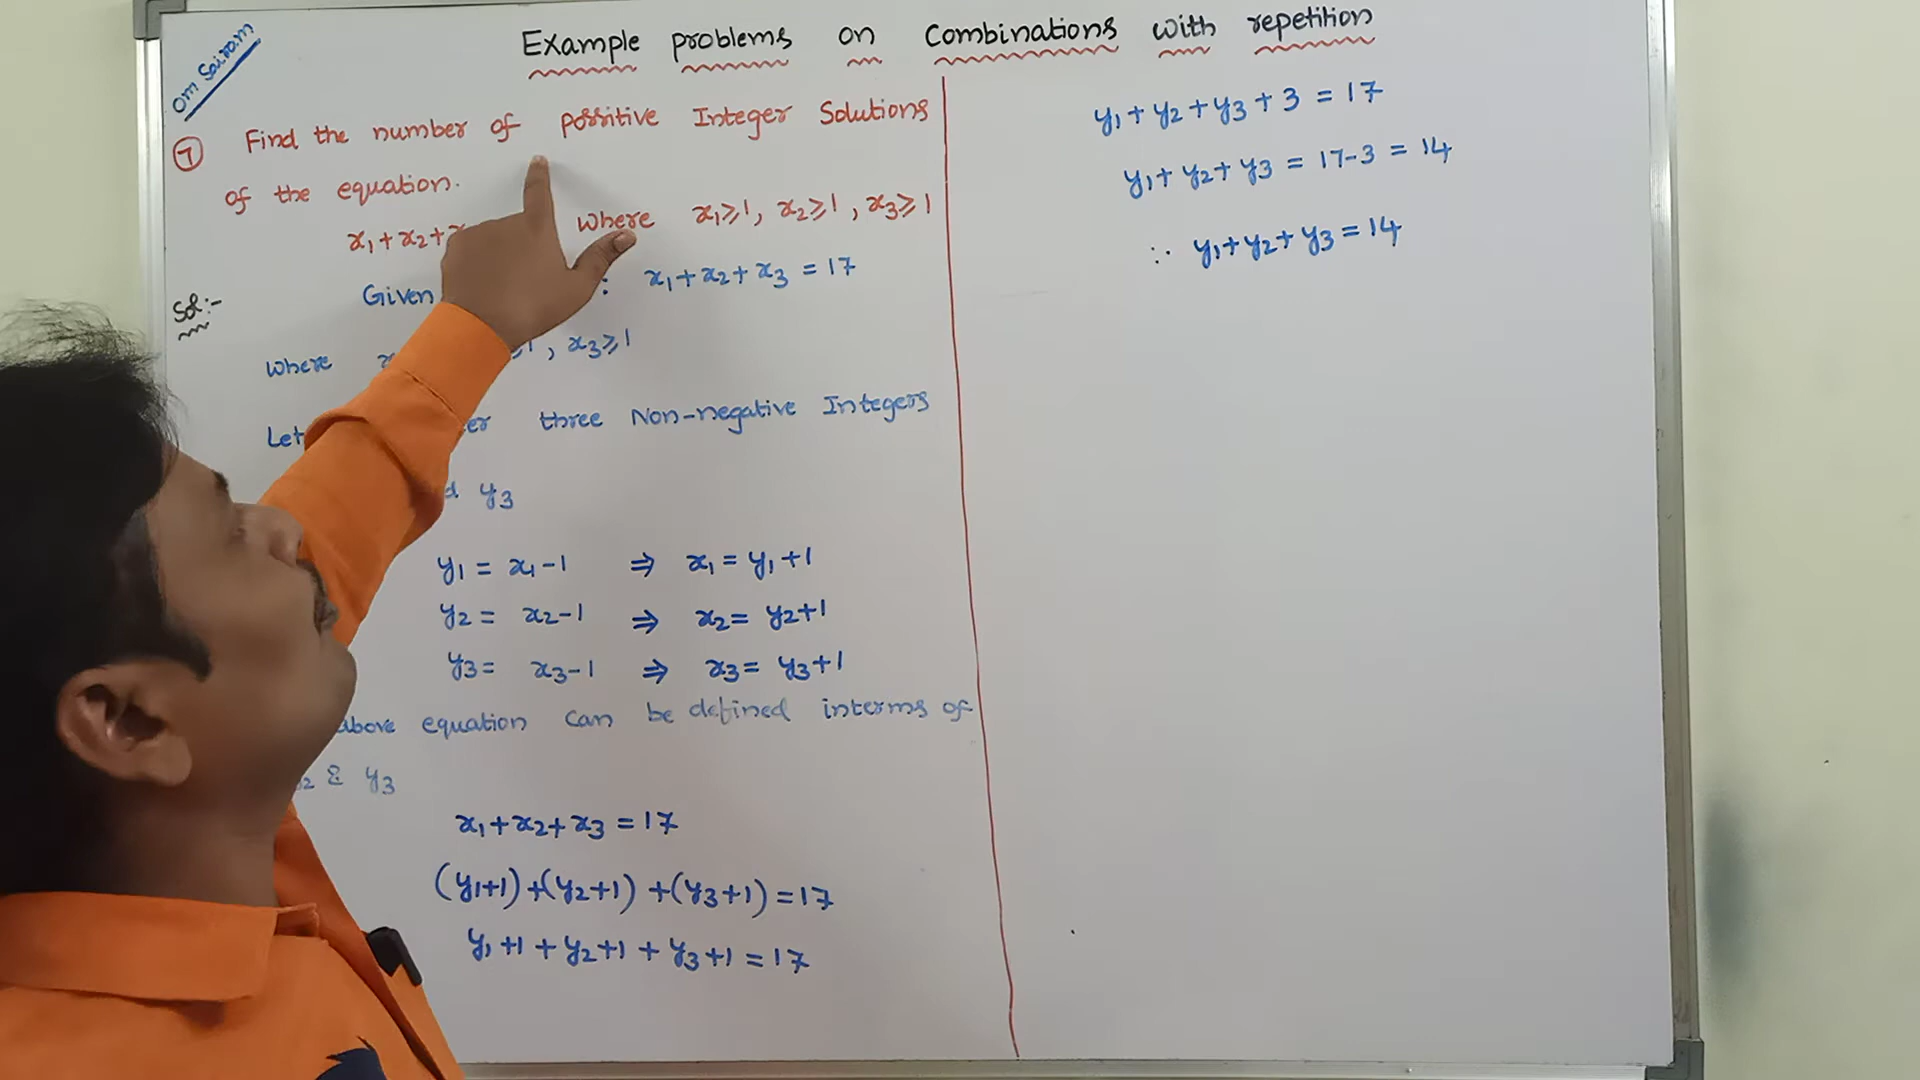 Om Sairam
Example problems on Combinations with repetition
7 Find the number of possitive Integer Solutions
of the equation.
x₁+x₂+ where x₁≥1, x₂≥1, x₃≥1
Sol:- Given : x₁+x₂+x₃ = 17
where , x₃≥1
Let three Non-negative Integers
y₃
y₁ = x₁-1 ⇒ x₁ = y₁+1
y₂ = x₂-1 ⇒ x₂= y₂+1
y₃= x₃-1 ⇒ x₃= y₃+1
above equation can be defined interms of
& y₃
x₁+x₂+x₃ =17
(y₁+1)+(y₂+1) +(y₃+1)=17
y₁+1 + y₂+1 + y₃+1 = 17
y₁+y₂+y₃+3 = 17
y₁+y₂+y₃ = 17-3 = 14
∴ y₁+y₂+y₃=14